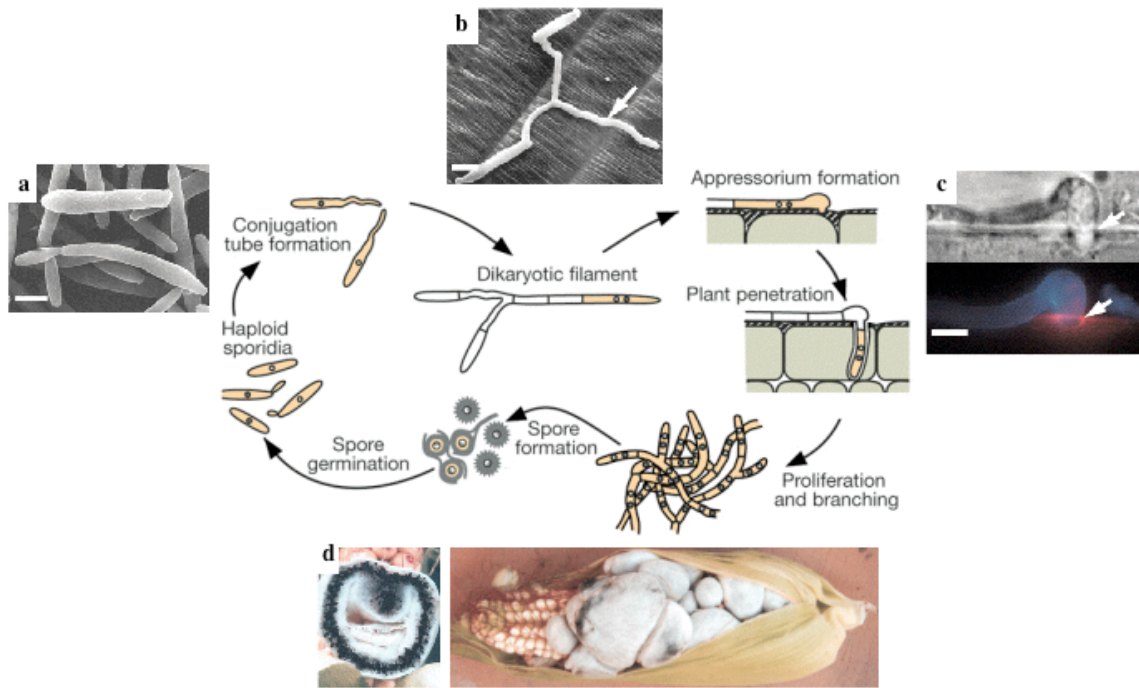 b
a
Appressorium formation
c
Conjugation
tube formation
Dikaryotic filament
Plant penetration
Haploid
sporidia
Spore
formation
Spore
germination
Proliferation
and branching
d